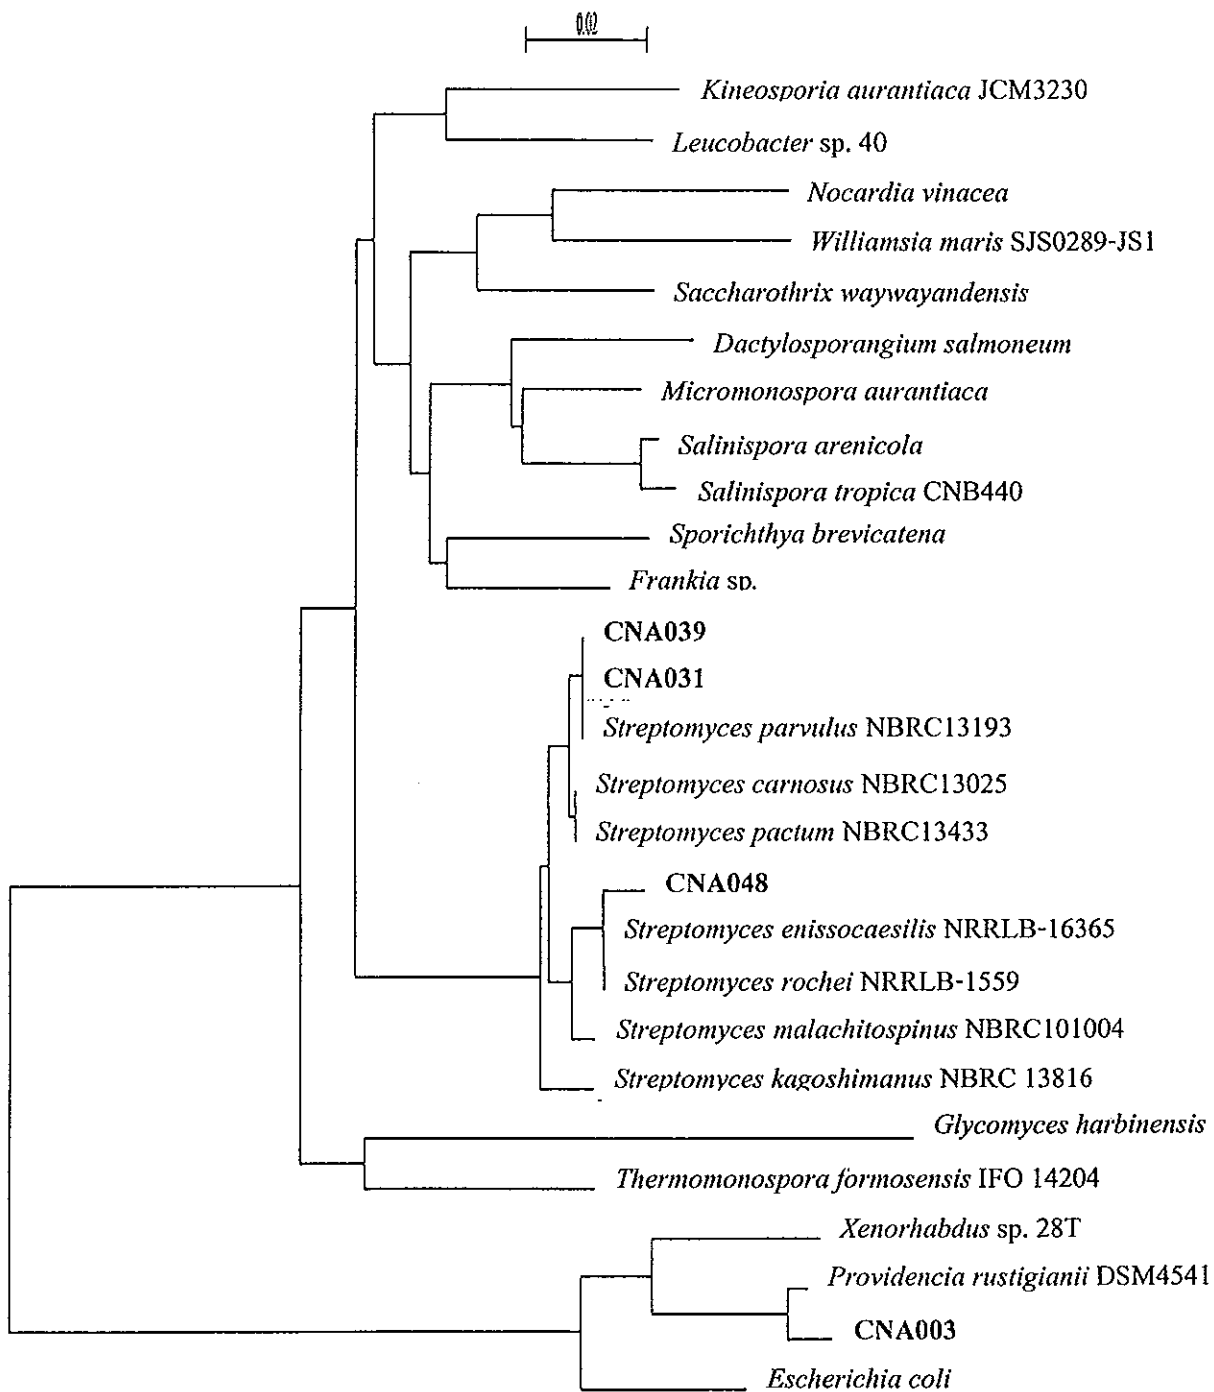 0.02
Kineosporia aurantiaca JCM3230
Leucobacter sp. 40
Nocardia vinacea
Williamsia maris SJS0289-JS1
Saccharothrix waywayandensis
Dactylosporangium salmoneum
Micromonospora aurantiaca
Salinispora arenicola
Salinispora tropica CNB440
Sporichthya brevicatena
Frankia sp.
CNA039
CNA031
Streptomyces parvulus NBRC13193
Streptomyces carnosus NBRC13025
Streptomyces pactum NBRC13433
CNA048
Streptomyces enissocaesilis NRRLB-16365
Streptomyces rochei NRRLB-1559
Streptomyces malachitospinus NBRC101004
Streptomyces kagoshimanus NBRC 13816
Glycomyces harbinensis
Thermomonospora formosensis IFO 14204
Xenorhabdus sp. 28T
Providencia rustigianii DSM4541
CNA003
Escherichia coli